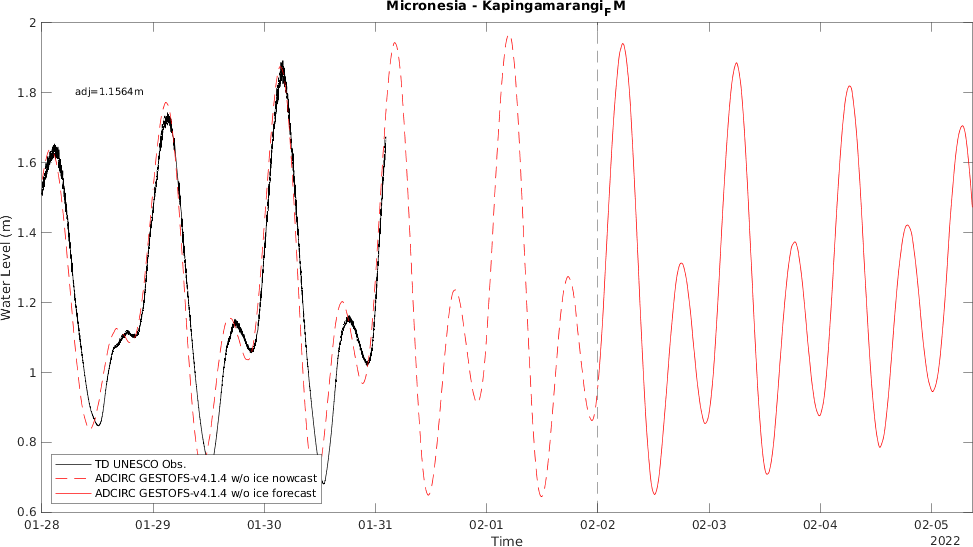 Micronesia - Kapingamarangi_FM
2
1.8
1.6
1.4
1.2
1
0.8
0.6
Water Level (m)
adj=1.1564m
TD UNESCO Obs.
ADCIRC GESTOFS-v4.1.4 w/o ice nowcast
ADCIRC GESTOFS-v4.1.4 w/o ice forecast
01-28 01-29 01-30 01-31 02-01 02-02 02-03 02-04 02-05
Time
2022